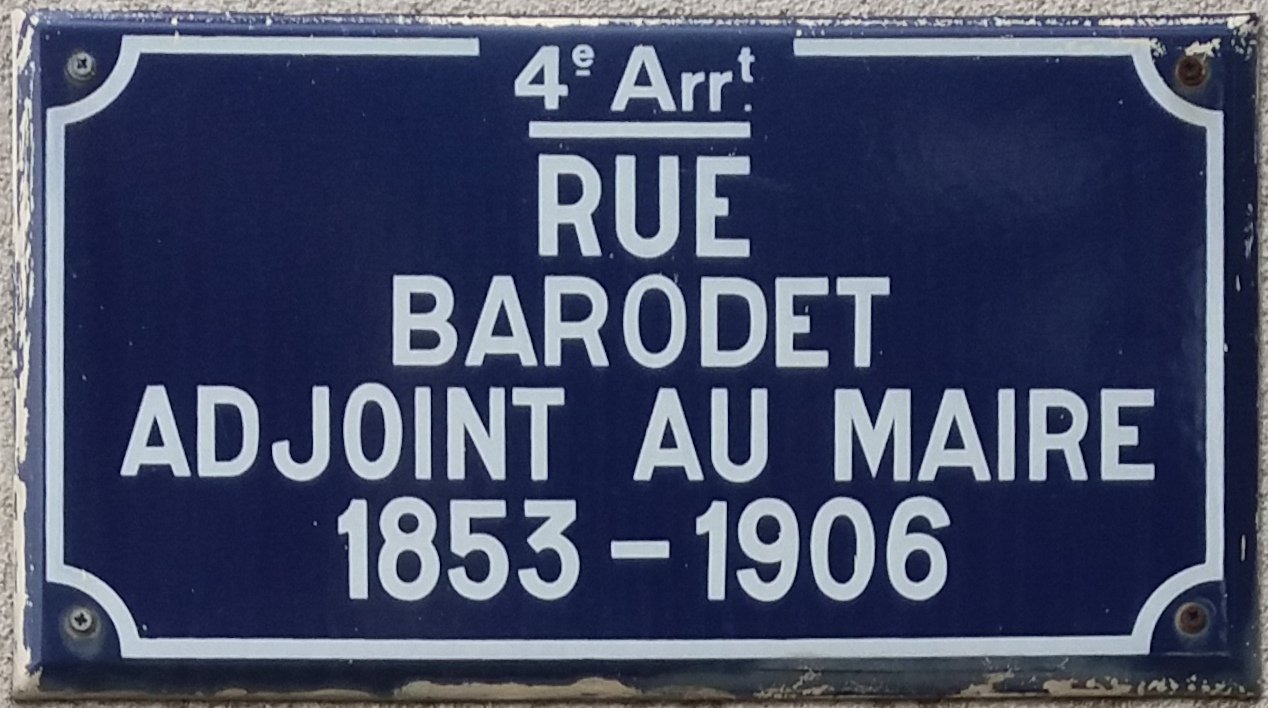 4e Arrt.
RUE
BARODET
ADJOINT AU MAIRE
1853-1906